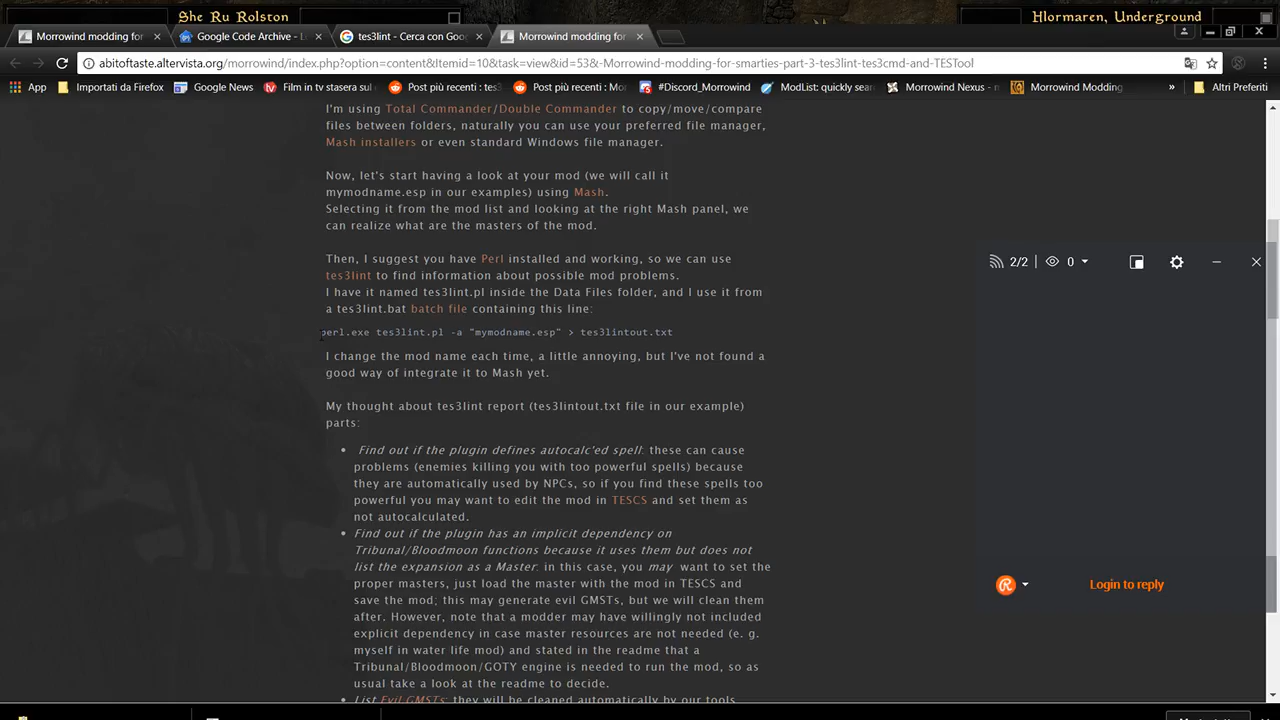 She Ru Rolston
Hlormaren, Underground
Morrowind modding for
Google Code Archive - L
tes3lint - Cerca con Goog
Morrowind modding for
abitoftaste.altervista.org/morrowind/index.php?option=content&Itemid=10&task=view&id=53&-Morrowind-modding-for-smarties-part-3-tes3lint-tes3cmd-and-TESTool
App
Importati da Firefox
Google News
Film in tv stasera su
Post più recenti : tes3
Post più recenti : Mo
#Discord_Morrowind
ModList: quickly sear
Morrowind Nexus - m
Morrowind Modding
»
Altri Preferiti
I'm using Total Commander/Double Commander to copy/move/compare
files between folders, naturally you can use your preferred file manager,
Mash installers or even standard Windows file manager.
Now, let's start having a look at your mod (we will call it
mymodname.esp in our examples) using Mash.
Selecting it from the mod list and looking at the right Mash panel, we
can realize what are the masters of the mod.
Then, I suggest you have Perl installed and working, so we can use
tes3lint to find information about possible mod problems.
I have it named tes3lint.pl inside the Data Files folder, and I use it from
a tes3lint.bat batch file containing this line:
perl.exe tes3lint.pl -a "mymodname.esp" > tes3lintout.txt
I change the mod name each time, a little annoying, but I've not found a
good way of integrate it to Mash yet.
My thought about tes3lint report (tes3lintout.txt file in our example)
parts:
• Find out if the plugin defines autocalc'ed spell: these can cause
problems (enemies killing you with too powerful spells) because
they are automatically used by NPCs, so if you find these spells too
powerful you may want to edit the mod in TESCS and set them as
not autocalculated.
• Find out if the plugin has an implicit dependency on
Tribunal/Bloodmoon functions because it uses them but does not
list the expansion as a Master: in this case, you may want to set the
proper masters, just load the master with the mod in TESCS and
save the mod; this may generate evil GMSTs, but we will clean them
after. However, note that a modder may have willingly not included
explicit dependency in case master resources are not needed (e. g.
myself in water life mod) and stated in the readme that a
Tribunal/Bloodmoon/GOTY engine is needed to run the mod, so as
usual take a look at the readme to decide.
• List Evil GMSTs: they will be cleaned automatically by our tools
2/2
0
Login to reply